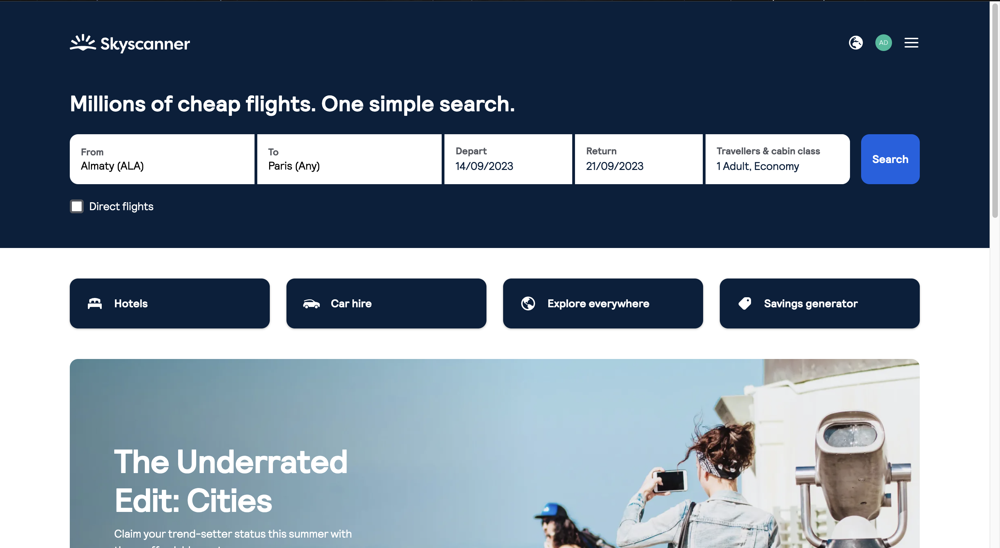 Skyscanner
AD
Millions of cheap flights. One simple search.
From
Almaty (ALA)
To
Paris (Any)
Depart
14/09/2023
Return
21/09/2023
Travellers & cabin class
1 Adult, Economy
Search
Direct flights
Hotels
Car hire
Explore everywhere
Savings generator
The Underrated
Edit: Cities
Claim your trend-setter status this summer with